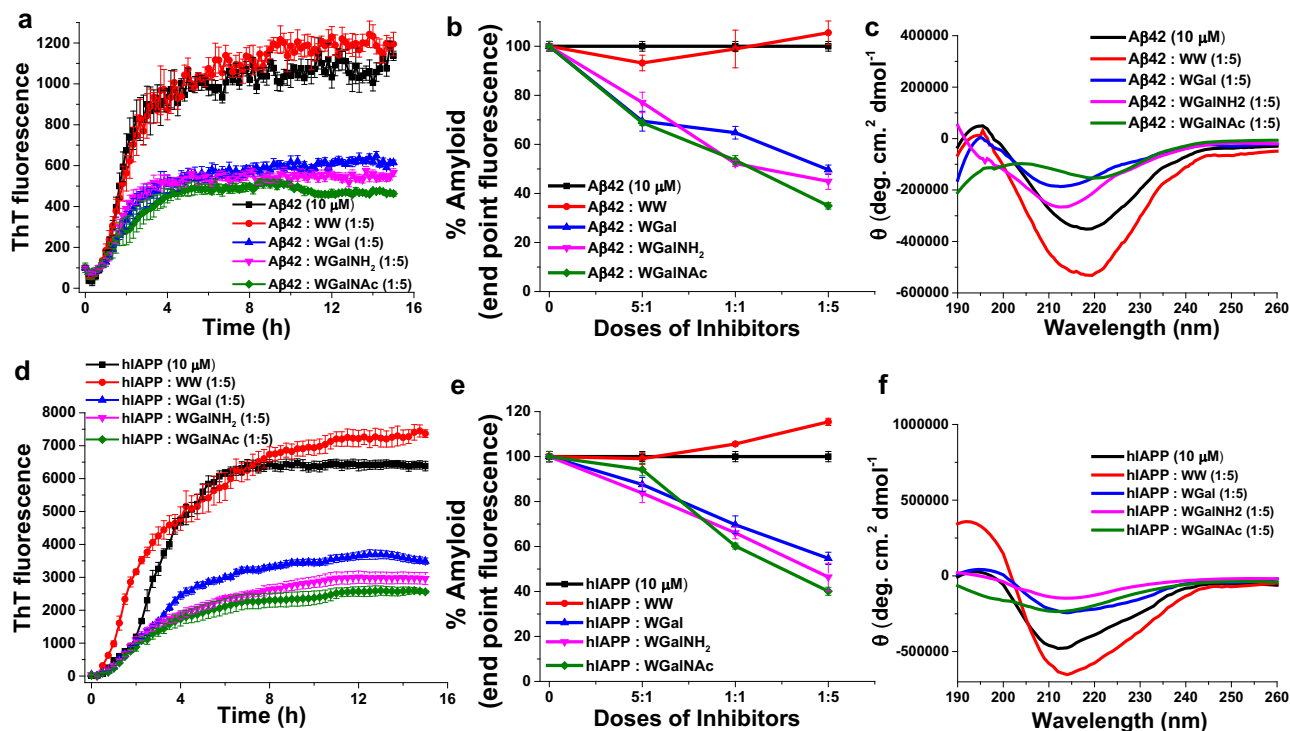 a
ThT fluorescence
1200
1000
800
600
400
200
0
0 4 8 12 16
Time (h)
Aβ42 (10 μM)
Aβ42 : WW (1:5)
Aβ42 : WGal (1:5)
Aβ42 : WGalNH₂ (1:5)
Aβ42 : WGalNAc (1:5)
b
% Amyloid
(end point fluorescence)
100
80
60
40
20
0
0 5:1 1:1 1:5
Doses of Inhibitors
Aβ42 (10 μM)
Aβ42 : WW
Aβ42 : WGal
Aβ42 : WGalNH₂
Aβ42 : WGalNAc
c
θ (deg. cm.² dmol⁻¹)
400000
200000
0
-200000
-400000
-600000
190 200 210 220 230 240 250 260
Wavelength (nm)
Aβ42 (10 μM)
Aβ42 : WW (1:5)
Aβ42 : WGal (1:5)
Aβ42 : WGalNH2 (1:5)
Aβ42 : WGalNAc (1:5)
d
hIAPP (10 μM)
hIAPP : WW (1:5)
hIAPP : WGal (1:5)
hIAPP : WGalNH₂ (1:5)
hIAPP : WGalNAc (1:5)
ThT fluorescence
8000
7000
6000
5000
4000
3000
2000
1000
0
0 4 8 12 16
Time (h)
e
% Amyloid
(end point fluorescence)
120
100
80
60
40
20
0
0 5:1 1:1 1:5
Doses of Inhibitors
hIAPP (10 μM)
hIAPP : WW
hIAPP : WGal
hIAPP : WGalNH₂
hIAPP : WGalNAc
f
θ (deg. cm.² dmol⁻¹)
1000000
500000
0
-500000
190 200 210 220 230 240 250 260
Wavelength (nm)
hIAPP (10 μM)
hIAPP : WW (1:5)
hIAPP : WGal (1:5)
hIAPP : WGalNH2 (1:5)
hIAPP : WGalNAc (1:5)